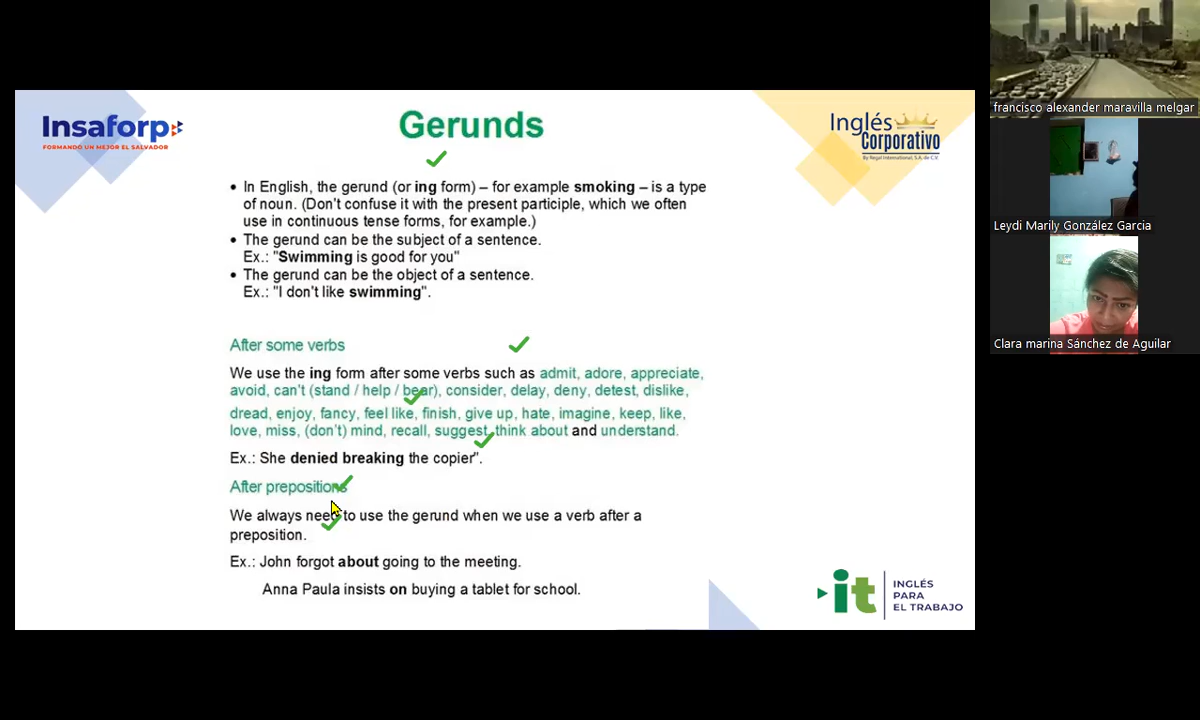 Insaforp
FORMANDO UN MEJOR EL SALVADOR
Gerunds
Inglés
Corporativo
By Regal International, S.A. de C.V.
• In English, the gerund (or ing form) – for example smoking – is a type
of noun. (Don't confuse it with the present participle, which we often
use in continuous tense forms, for example.)
• The gerund can be the subject of a sentence.
Ex.: "Swimming is good for you"
• The gerund can be the object of a sentence.
Ex.: "I don't like swimming".
After some verbs
We use the ing form after some verbs such as admit, adore, appreciate,
avoid, can't (stand / help / bear), consider, delay, deny, detest, dislike,
dread, enjoy, fancy, feel like, finish, give up, hate, imagine, keep, like,
love, miss, (don't) mind, recall, suggest, think about and understand.
Ex.: She denied breaking the copier".
After prepositions
We always need to use the gerund when we use a verb after a
preposition.
Ex.: John forgot about going to the meeting.
Anna Paula insists on buying a tablet for school.
it
INGLÉS
PARA
EL TRABAJO
francisco alexander maravilla melgar
Leydi Marily González Garcia
Clara marina Sánchez de Aguilar